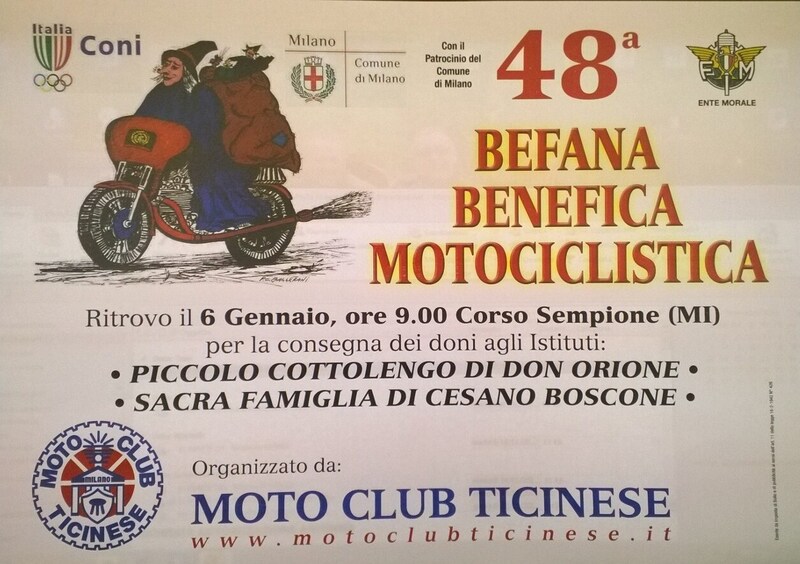 Italia
Coni
Milano
Comune
di Milano
Con il
Patrocinio del
Comune
di Milano
48ª
FMI
ENTE MORALE
BEFANA
BENEFICA
MOTOCICLISTICA
Ritrovo il 6 Gennaio, ore 9.00 Corso Sempione (MI)
per la consegna dei doni agli Istituti:
• PICCOLO COTTOLENGO DI DON ORIONE •
• SACRA FAMIGLIA DI CESANO BOSCONE •
MOTO CLUB
MILANO
TICINESE
Organizzato da:
MOTO CLUB TICINESE
www.motoclubticinese.it